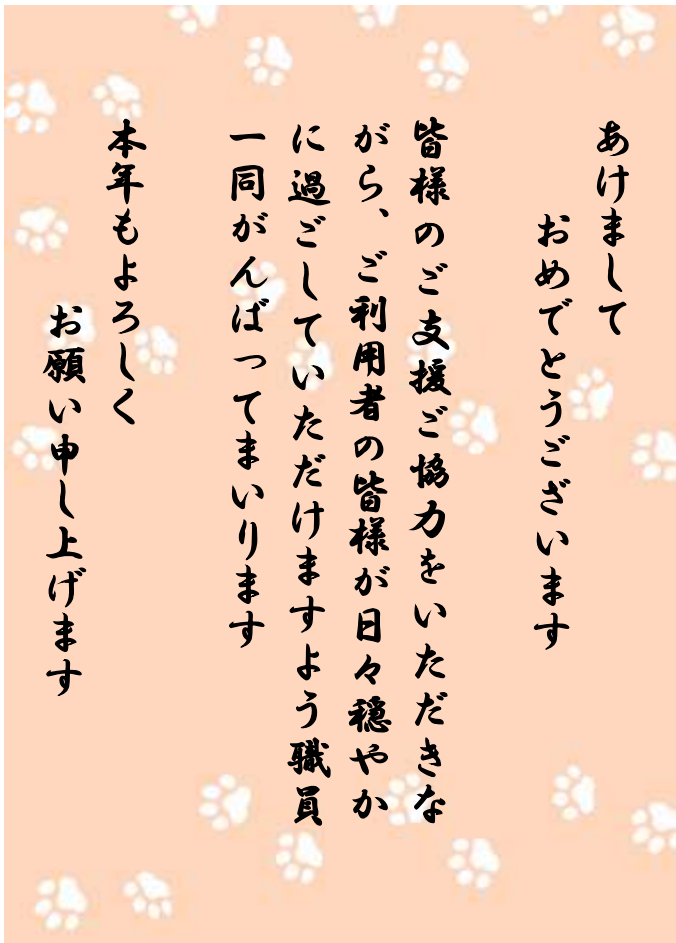 あけまして
おめでとうございます
皆様のご支援ご協力をいただきな
がら、ご利用者の皆様が日々穏やか
に過ごしていただけますよう職員
一同がんばってまいります
本年もよろしく
お願い申し上げます